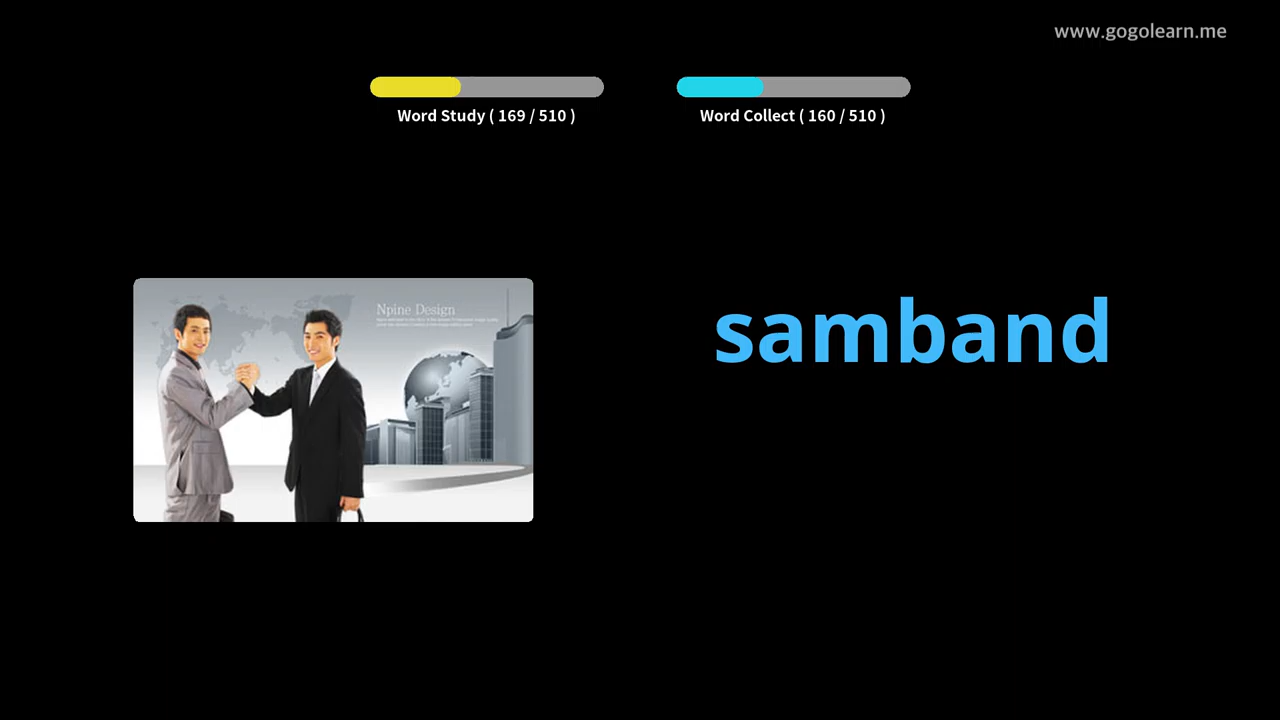 www.gogolearn.me
Word Study ( 169 / 510 )
Word Collect ( 160 / 510 )
Npine Design
samband